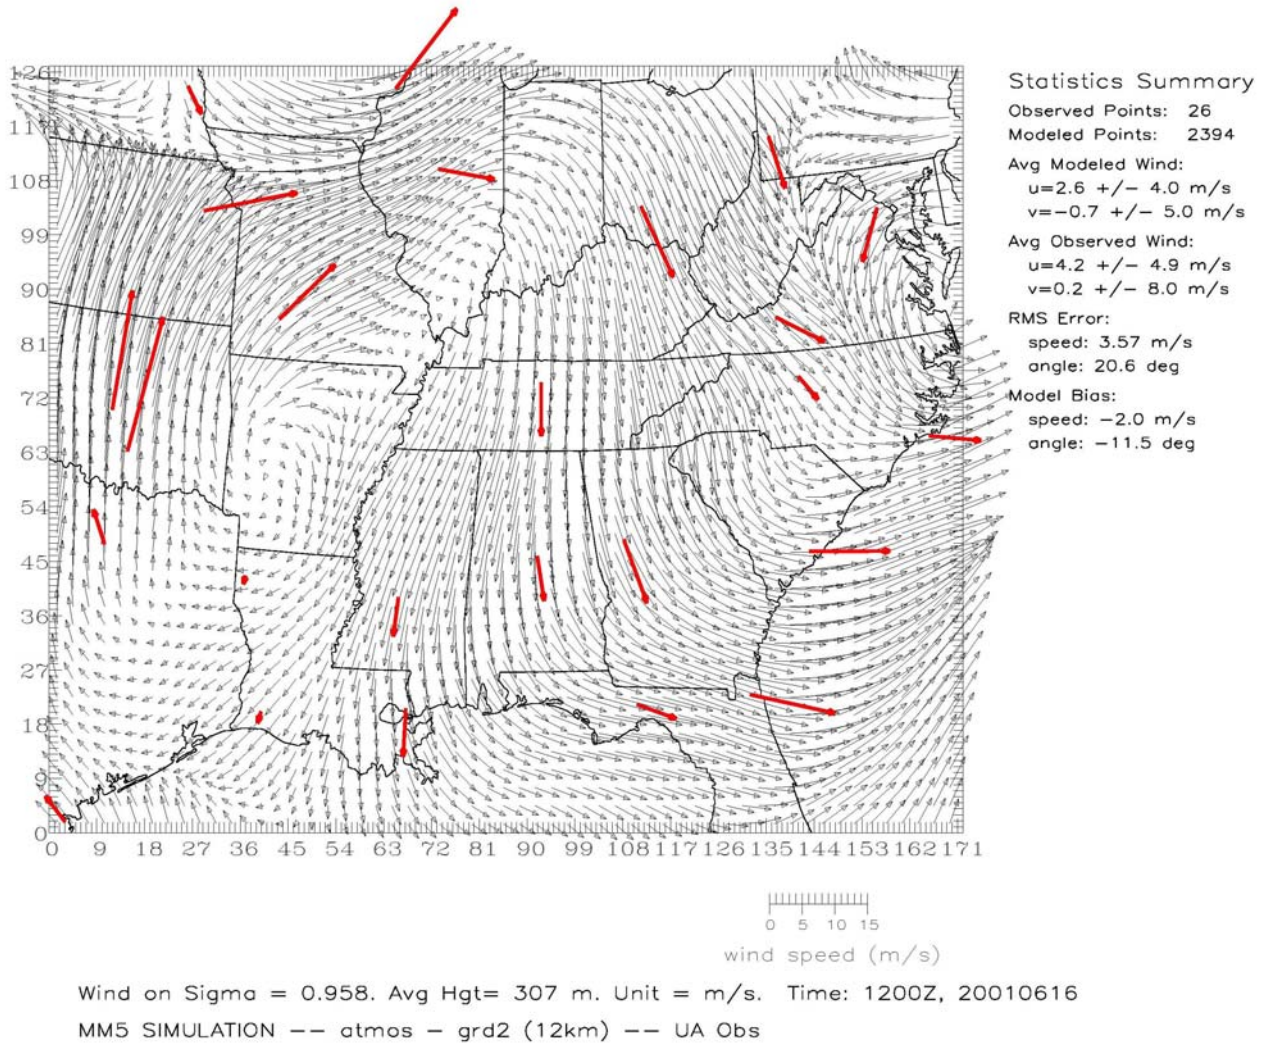 126
117
108
99
90
81
72
63
54
45
36
27
18
9
0
0 9 18 27 36 45 54 63 72 81 90 99 108 117 126 135 144 153 162 171
Statistics Summary
Observed Points: 26
Modeled Points: 2394
Avg Modeled Wind:
u=2.6 +/− 4.0 m/s
v=−0.7 +/− 5.0 m/s
Avg Observed Wind:
u=4.2 +/− 4.9 m/s
v=0.2 +/− 8.0 m/s
RMS Error:
speed: 3.57 m/s
angle: 20.6 deg
Model Bias:
speed: −2.0 m/s
angle: −11.5 deg
0 5 10 15
wind speed (m/s)
Wind on Sigma = 0.958. Avg Hgt= 307 m. Unit = m/s. Time: 1200Z, 20010616
MM5 SIMULATION −− atmos − grd2 (12km) −− UA Obs